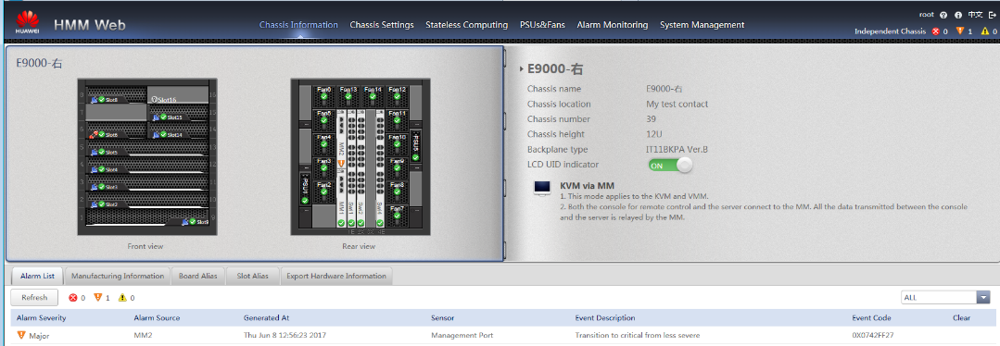 HUAWEI
HMM Web
Chassis Information
Chassis Settings
Stateless Computing
PSUs&Fans
Alarm Monitoring
System Management
root
中文
Independent Chassis 0 1 0
E9000-右
Slot8
Slot16
Slot15
Slot6
Slot14
Slot5
Slot4
Slot3
Slot2
Slot9
Front view
Fan0 Fan13 Fan14 Fan12
Fan5 Fan11
Fan4 Fan10
Fan3 Fan9
Fan2 Fan8
Fan7
MM2
MM1
PSU5
Rear view
E9000-右
Chassis name E9000-右
Chassis location My test contact
Chassis number 39
Chassis height 12U
Backplane type IT11BKPA Ver.B
LCD UID indicator ON
KVM via MM
1. This mode applies to the KVM and VMM.
2. Both the console for remote control and the server connect to the MM. All the data transmitted between the console
and the server is relayed by the MM.
Alarm List
Manufacturing Information
Board Alias
Slot Alias
Export Hardware Information
Refresh 0 1 0 ALL
Alarm Severity Alarm Source Generated At Sensor Event Description Event Code Clear
Major MM2 Thu Jun 8 12:56:23 2017 Management Port Transition to critical from less severe 0X0742FF27